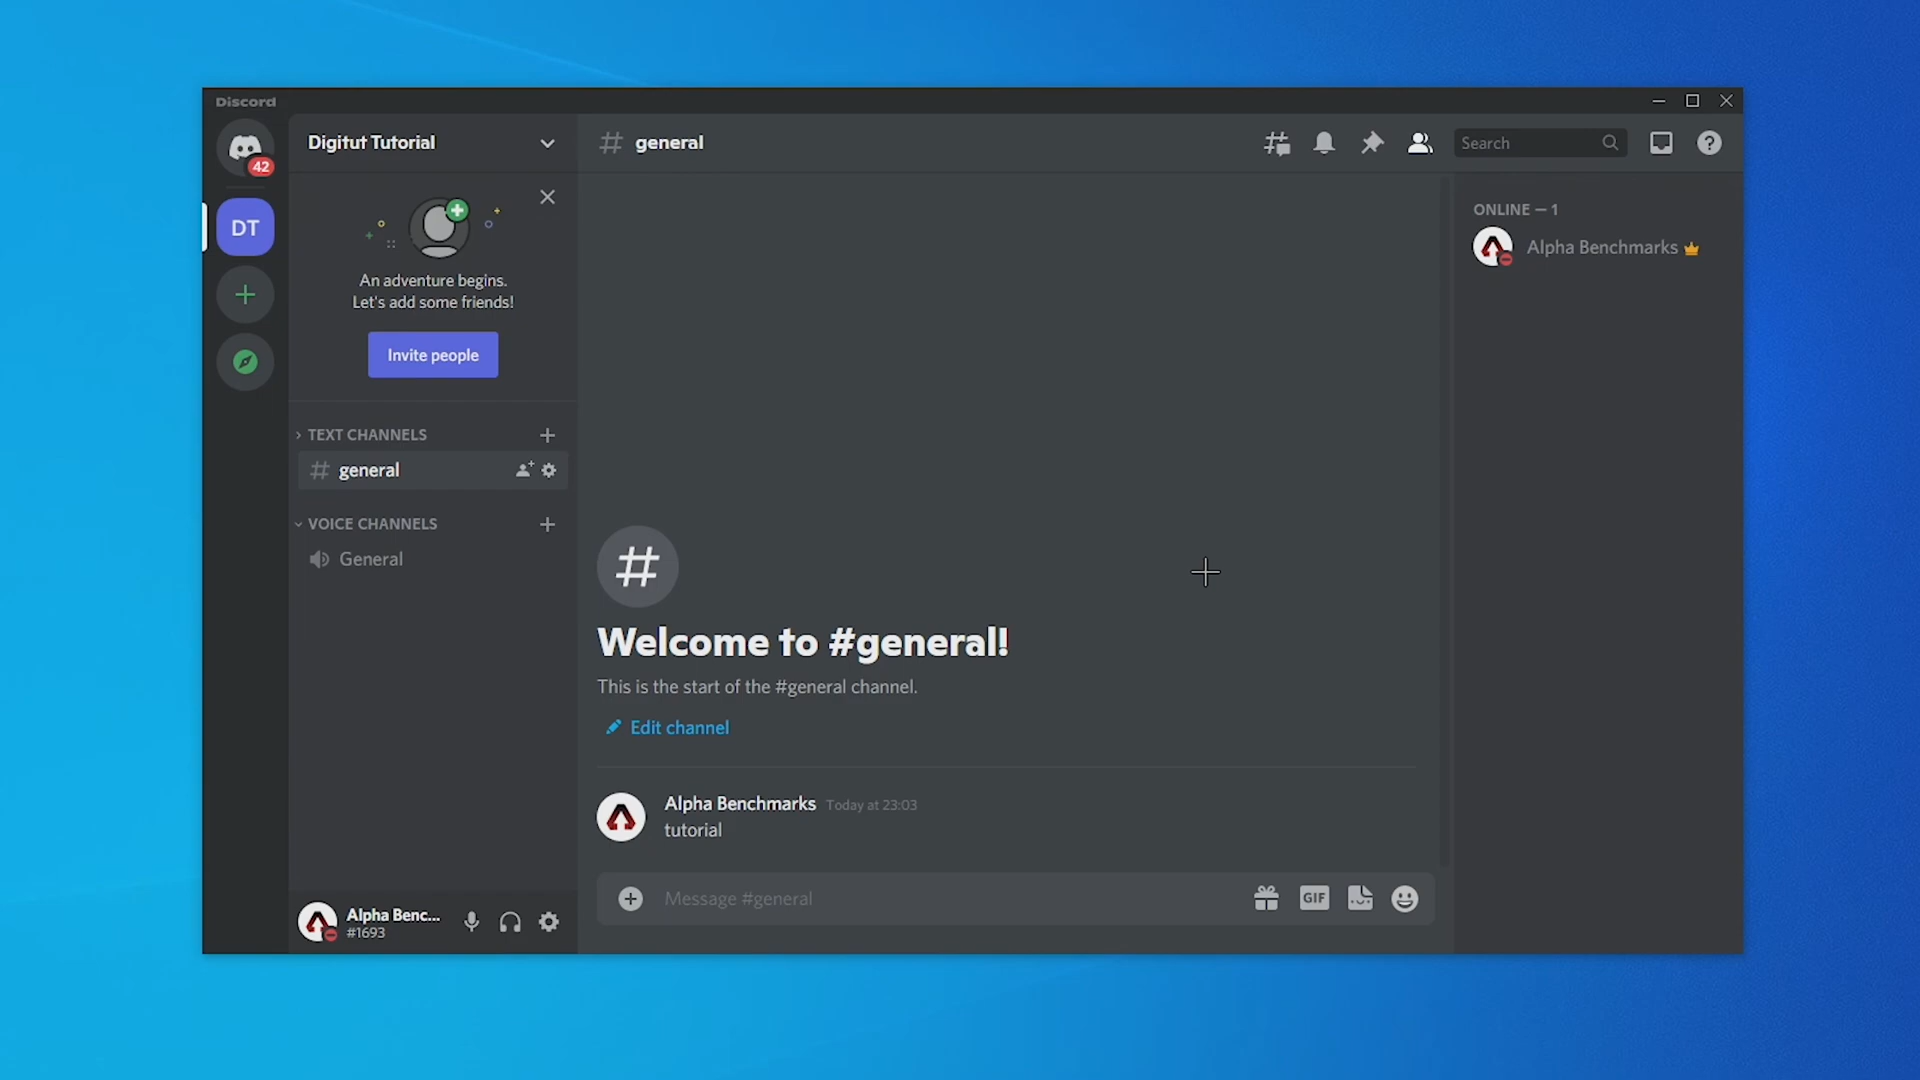 Discord
42
DT
Digitut Tutorial
An adventure begins.
Let's add some friends!
Invite people
TEXT CHANNELS
general
VOICE CHANNELS
General
Alpha Benc...
#1693
general
Search
Welcome to #general!
This is the start of the #general channel.
Edit channel
Alpha Benchmarks Today at 23:03
tutorial
Message #general
GIF
ONLINE — 1
Alpha Benchmarks